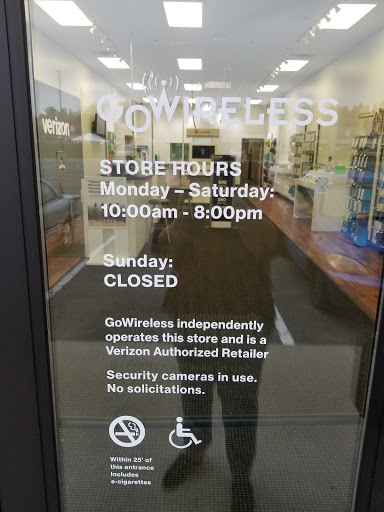 GOWIRELESS
verizon
STORE HOURS
Monday – Saturday:
10:00am - 8:00pm
Sunday:
CLOSED
GoWireless independently
operates this store and is a
Verizon Authorized Retailer
Security cameras in use.
No solicitations.
Within 25' of
this entrance
Includes
e-cigarettes